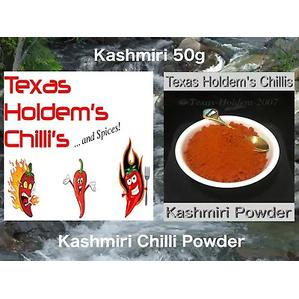 Kashmiri 50g
Texas
Holdem's
Chilli's
... and Spices!
Texas Holdem's Chillis
©Texas-Holdem 2007
Kashmiri Powder
Kashmiri Chilli Powder